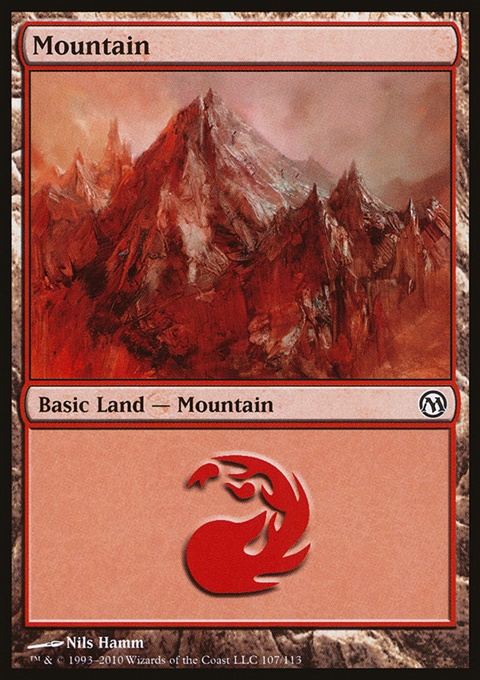 Mountain
Basic Land — Mountain
Nils Hamm
™ & © 1993–2010 Wizards of the Coast LLC 107/113